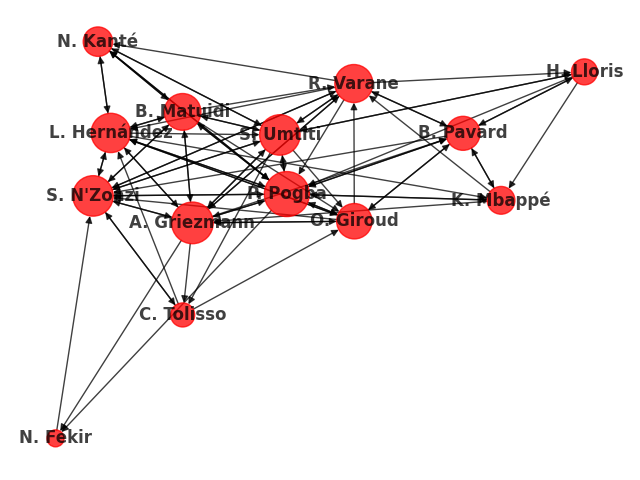 N. Kanté
H. Lloris
R. Varane
B. Matuidi
L. Hernández
S. Umtiti
B. Pavard
S. N'Zonzi
P. Pogba
K. Mbappé
A. Griezmann
O. Giroud
C. Tolisso
N. Fekir